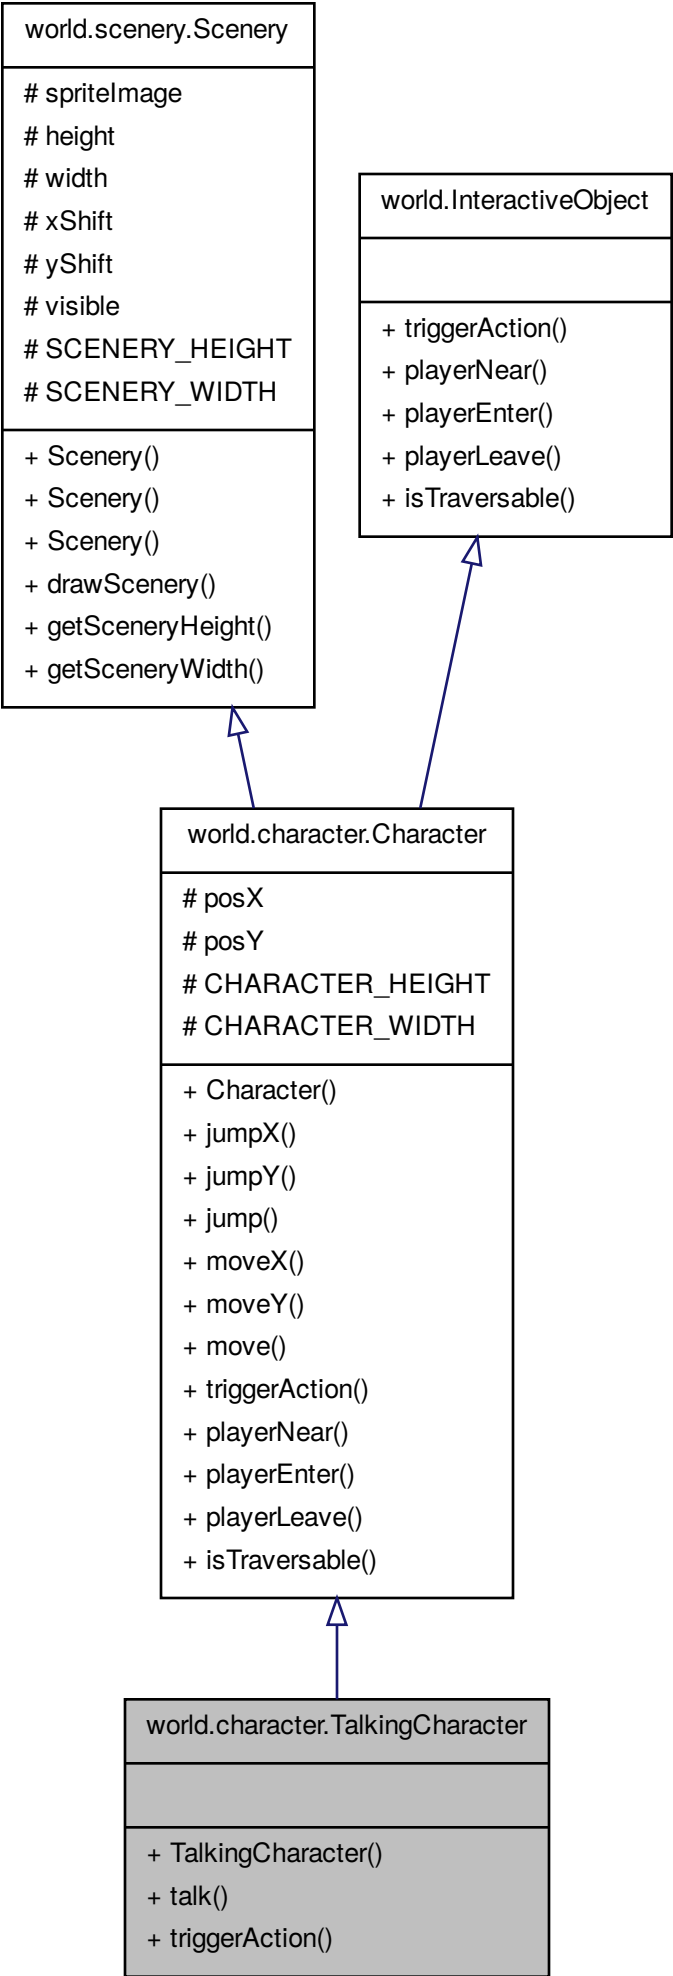 world.scenery.Scenery
# spriteImage
# height
# width
# xShift
# yShift
# visible
# SCENERY_HEIGHT
# SCENERY_WIDTH
+ Scenery()
+ Scenery()
+ Scenery()
+ drawScenery()
+ getSceneryHeight()
+ getSceneryWidth()
world.InteractiveObject
+ triggerAction()
+ playerNear()
+ playerEnter()
+ playerLeave()
+ isTraversable()
world.character.Character
# posX
# posY
# CHARACTER_HEIGHT
# CHARACTER_WIDTH
+ Character()
+ jumpX()
+ jumpY()
+ jump()
+ moveX()
+ moveY()
+ move()
+ triggerAction()
+ playerNear()
+ playerEnter()
+ playerLeave()
+ isTraversable()
world.character.TalkingCharacter
+ TalkingCharacter()
+ talk()
+ triggerAction()